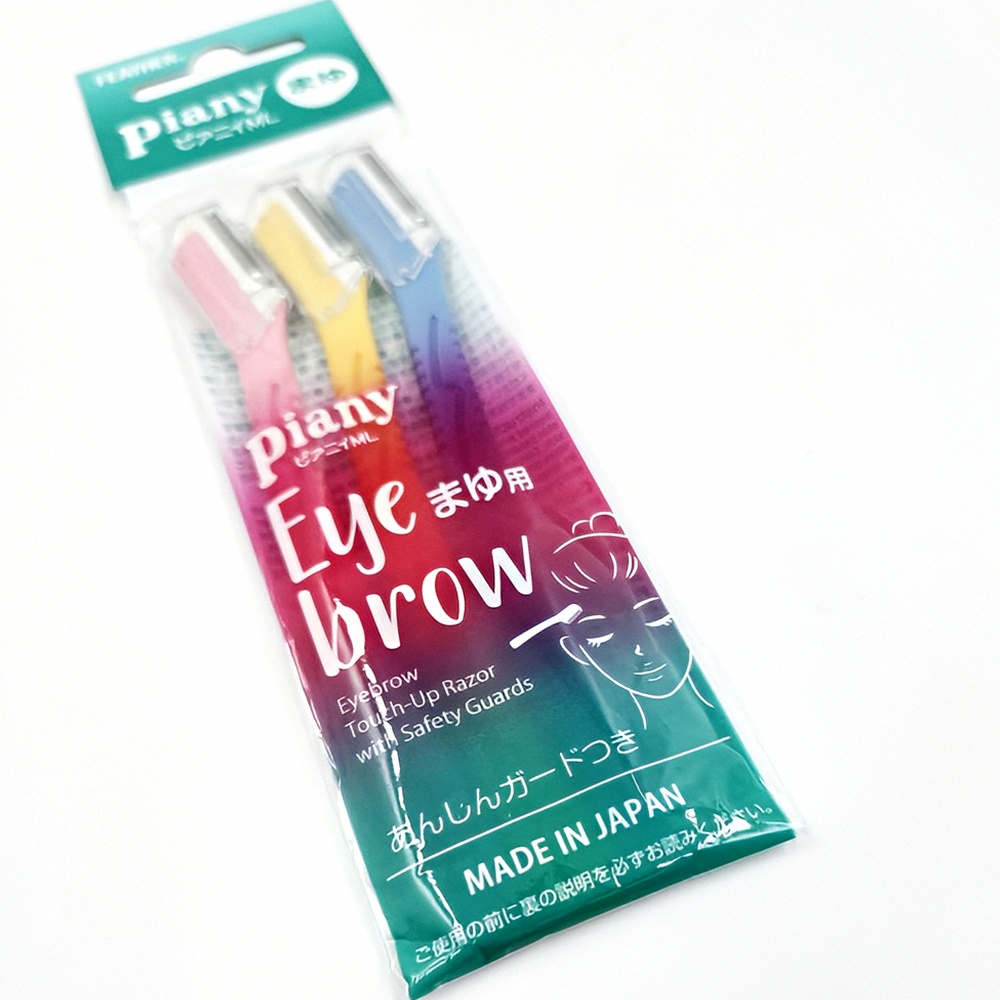 FEATHER
Piany まゆ
ピアニィML
Piany
ピアニィML
Eye まゆ用
brow
Eyebrow
Touch-Up Razor
with Safety Guards
あんしんガードつき
MADE IN JAPAN
ご使用の前に裏の説明を必ずお読みください。